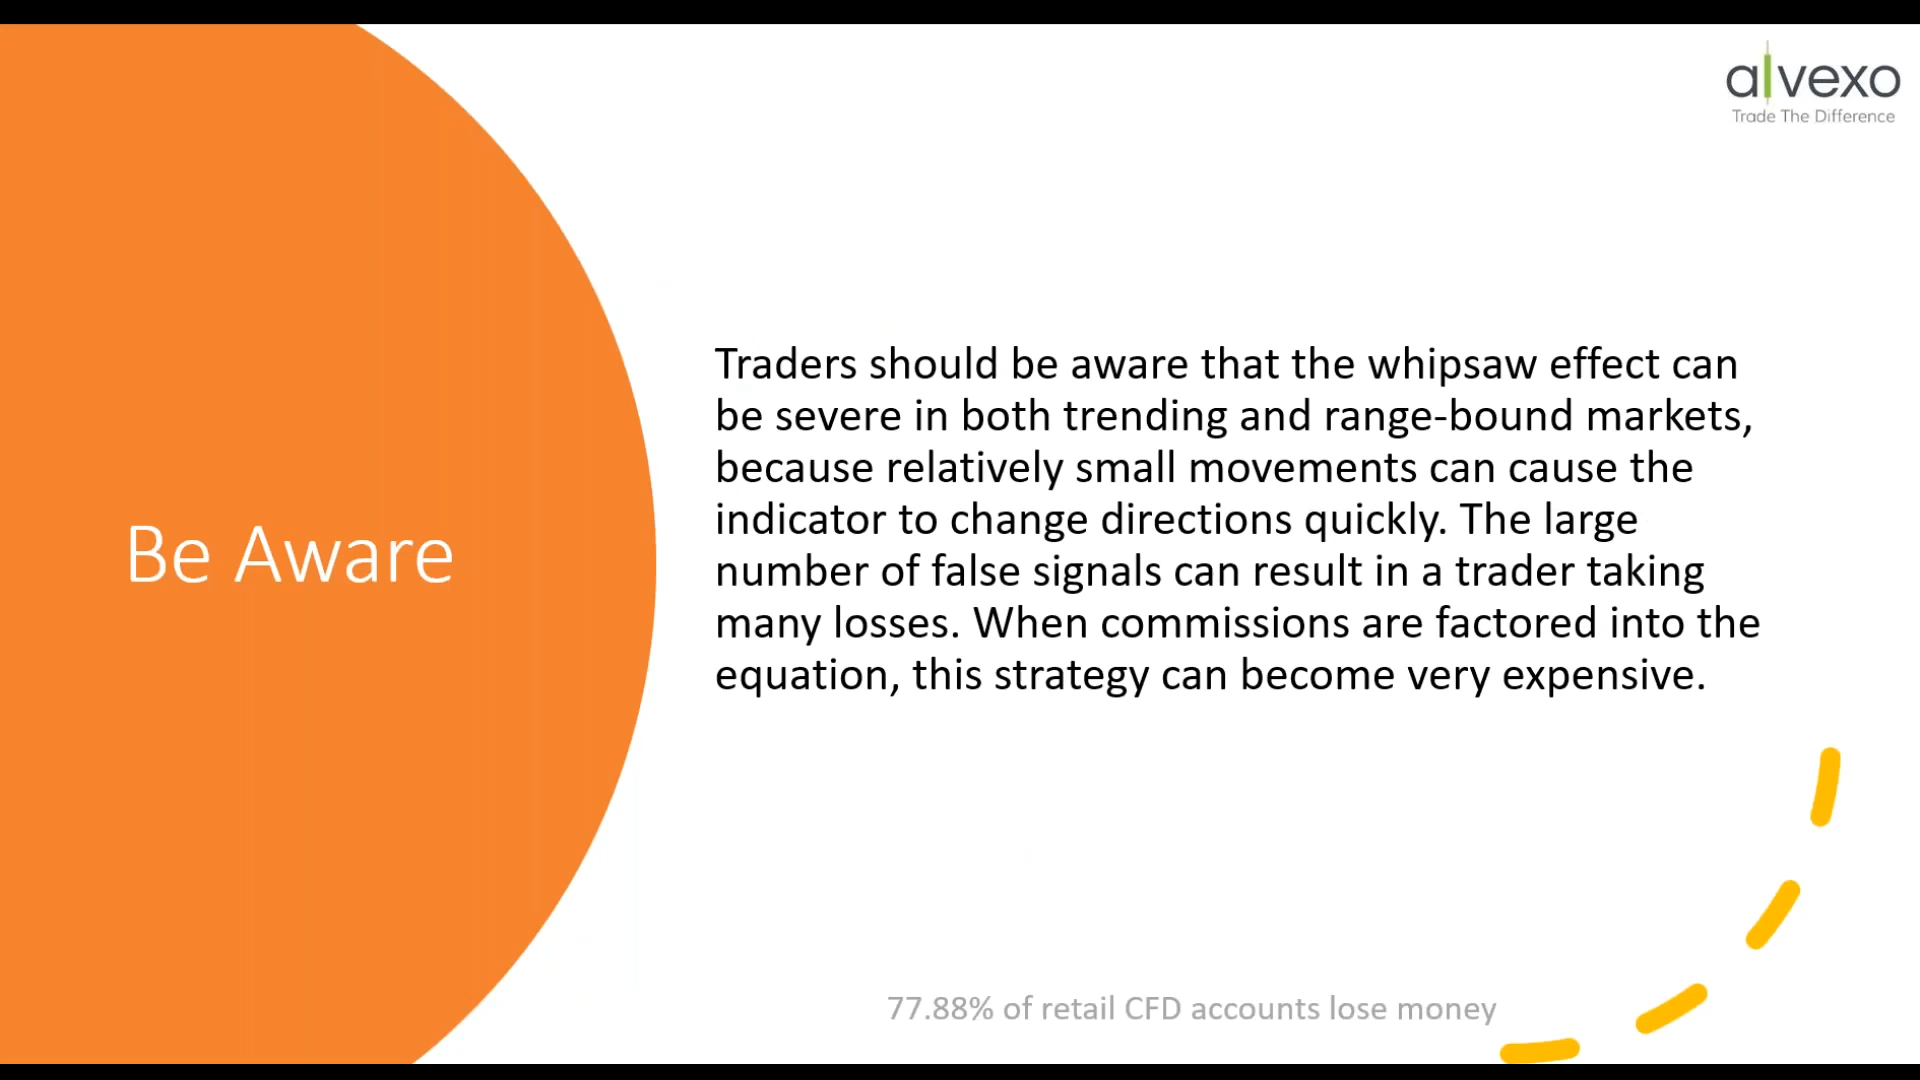 alvexo
Trade The Difference
Be Aware
Traders should be aware that the whipsaw effect can
be severe in both trending and range-bound markets,
because relatively small movements can cause the
indicator to change directions quickly. The large
number of false signals can result in a trader taking
many losses. When commissions are factored into the
equation, this strategy can become very expensive.
77.88% of retail CFD accounts lose money